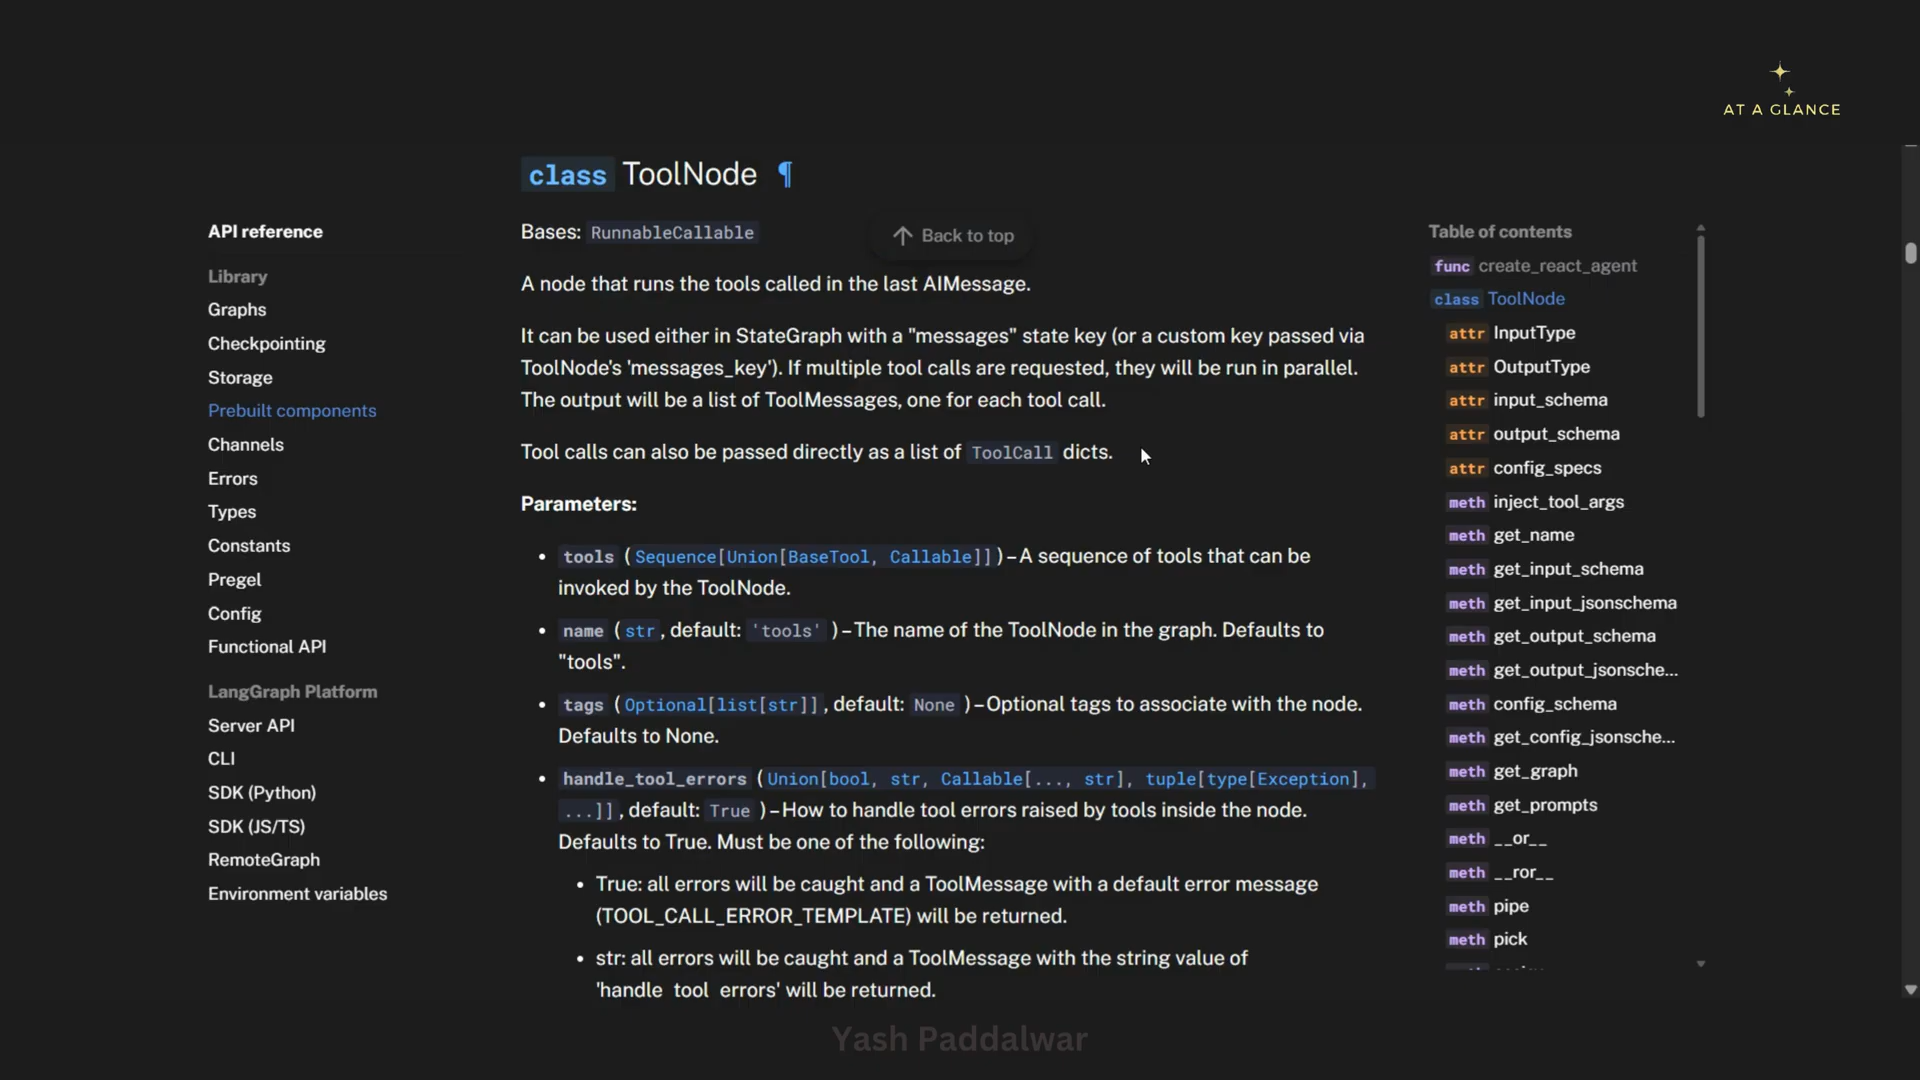 AT A GLANCE
class ToolNode ¶
API reference
Library
Graphs
Checkpointing
Storage
Prebuilt components
Channels
Errors
Types
Constants
Pregel
Config
Functional API
LangGraph Platform
Server API
CLI
SDK (Python)
SDK (JS/TS)
RemoteGraph
Environment variables
Bases: RunnableCallable
Back to top
A node that runs the tools called in the last AIMessage.
It can be used either in StateGraph with a "messages" state key (or a custom key passed via
ToolNode's 'messages_key'). If multiple tool calls are requested, they will be run in parallel.
The output will be a list of ToolMessages, one for each tool call.
Tool calls can also be passed directly as a list of ToolCall dicts.
Parameters:
• tools (Sequence[Union[BaseTool, Callable]]) – A sequence of tools that can be
invoked by the ToolNode.
• name (str, default: 'tools' ) – The name of the ToolNode in the graph. Defaults to
"tools".
• tags (Optional[list[str]], default: None ) – Optional tags to associate with the node.
Defaults to None.
• handle_tool_errors (Union[bool, str, Callable[..., str], tuple[type[Exception],
...]], default: True ) – How to handle tool errors raised by tools inside the node.
Defaults to True. Must be one of the following:
• True: all errors will be caught and a ToolMessage with a default error message
(TOOL_CALL_ERROR_TEMPLATE) will be returned.
• str: all errors will be caught and a ToolMessage with the string value of
'handle_tool_errors' will be returned.
Table of contents
func create_react_agent
class ToolNode
attr InputType
attr OutputType
attr input_schema
attr output_schema
attr config_specs
meth inject_tool_args
meth get_name
meth get_input_schema
meth get_input_jsonschema
meth get_output_schema
meth get_output_jsonsche...
meth config_schema
meth get_config_jsonsche...
meth get_graph
meth get_prompts
meth __or__
meth __ror__
meth pipe
meth pick
Yash Paddalwar